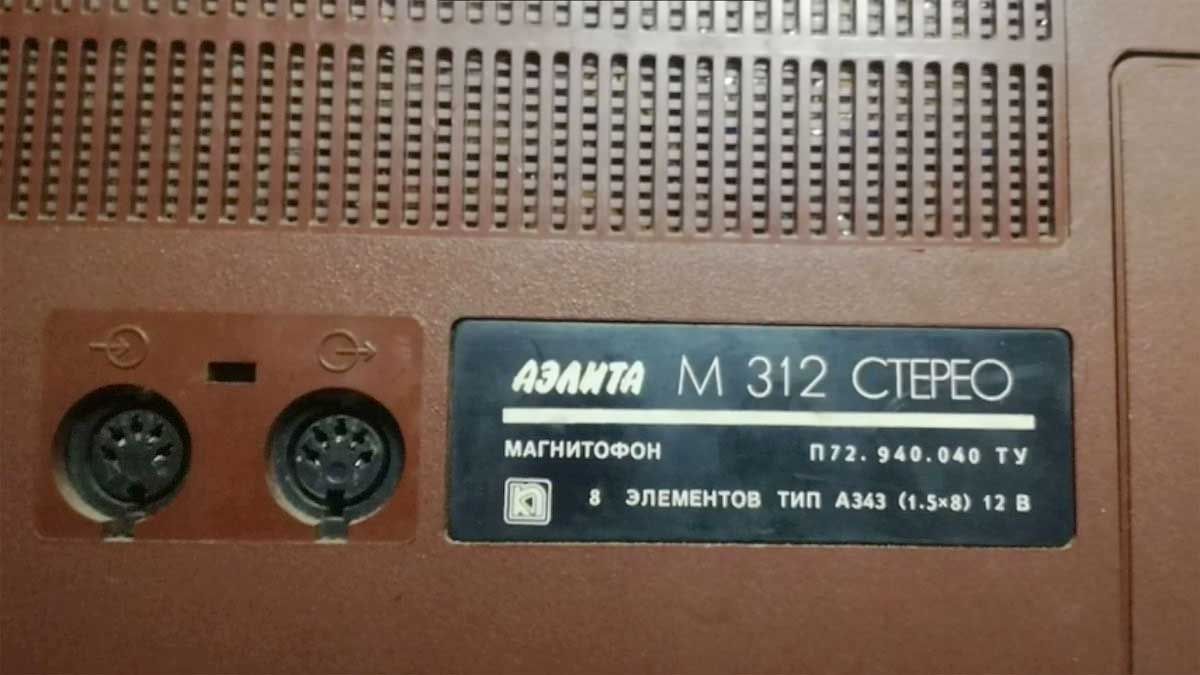 АЭЛИТА М 312 СТЕРЕО
МАГНИТОФОН П72.940.040 ТУ
8 ЭЛЕМЕНТОВ ТИП А343 (1.5×8) 12 В